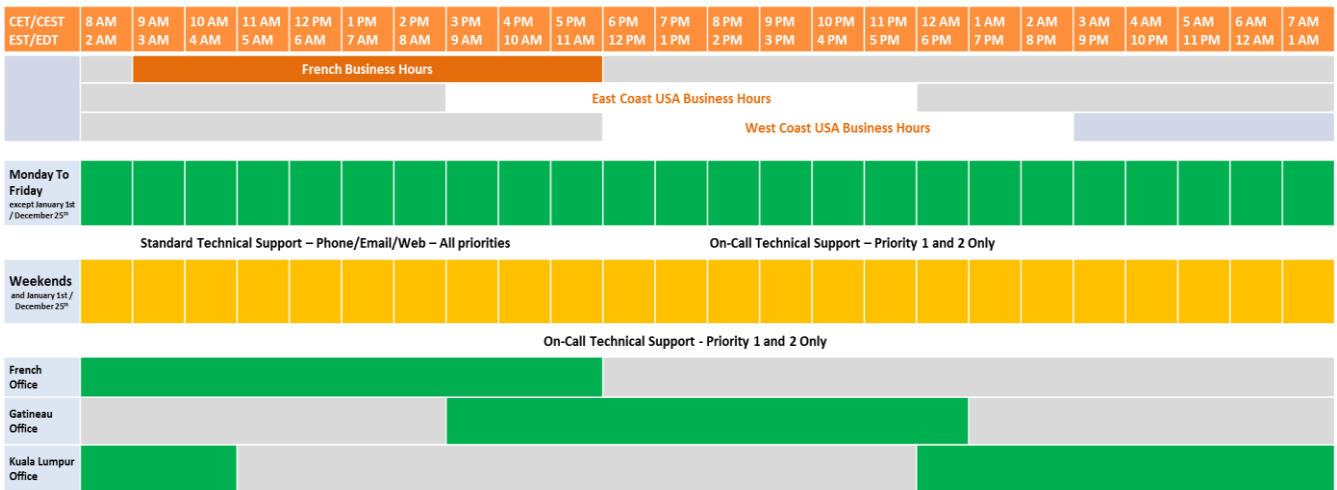 CET/CEST 8 AM 9 AM 10 AM 11 AM 12 PM 1 PM 2 PM 3 PM 4 PM 5 PM 6 PM 7 PM 8 PM 9 PM 10 PM 11 PM 12 AM 1 AM 2 AM 3 AM 4 AM 5 AM 6 AM 7 AM
EST/EDT 2 AM 3 AM 4 AM 5 AM 6 AM 7 AM 8 AM 9 AM 10 AM 11 AM 12 PM 1 PM 2 PM 3 PM 4 PM 5 PM 6 PM 7 PM 8 PM 9 PM 10 PM 11 PM 12 AM 1 AM
French Business Hours
East Coast USA Business Hours
West Coast USA Business Hours
Monday To
Friday
except January 1st
/ December 25th
Standard Technical Support – Phone/Email/Web – All priorities On-Call Technical Support – Priority 1 and 2 Only
Weekends
and January 1st /
December 25th
On-Call Technical Support - Priority 1 and 2 Only
French
Office
Gatineau
Office
Kuala Lumpur
Office